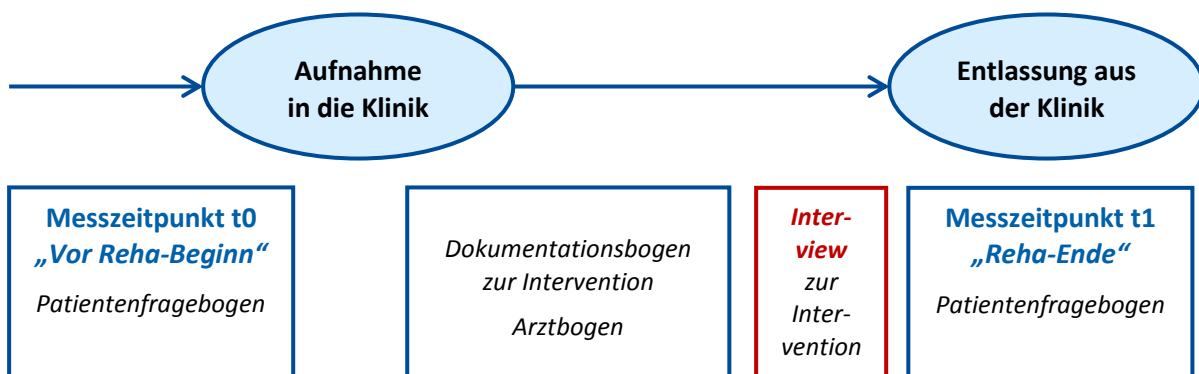 Aufnahme
in die Klinik
Entlassung aus
der Klinik
Messzeitpunkt t0
„Vor Reha-Beginn“
Patientenfragebogen
Dokumentationsbogen
zur Intervention
Arztbogen
Inter-
view
zur
Inter-
vention
Messzeitpunkt t1
„Reha-Ende“
Patientenfragebogen